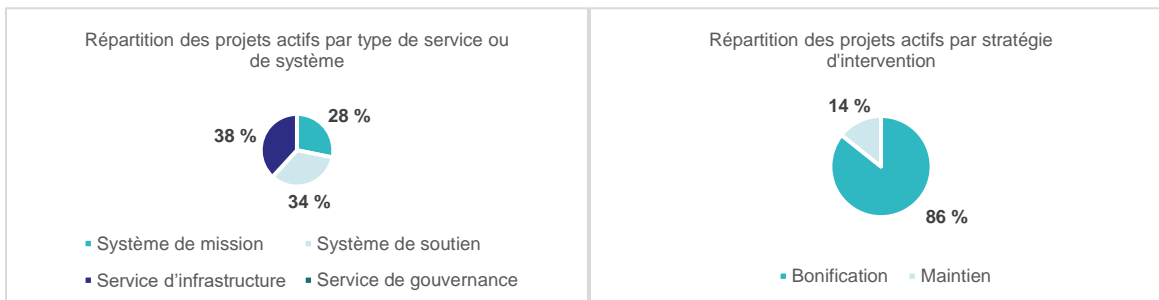 Répartition des projets actifs par type de service ou
de système
28 %
38 %
34 %
Système de mission
Système de soutien
Service d'infrastructure
Service de gouvernance
Répartition des projets actifs par stratégie
d'intervention
14 %
86 %
Bonification
Maintien